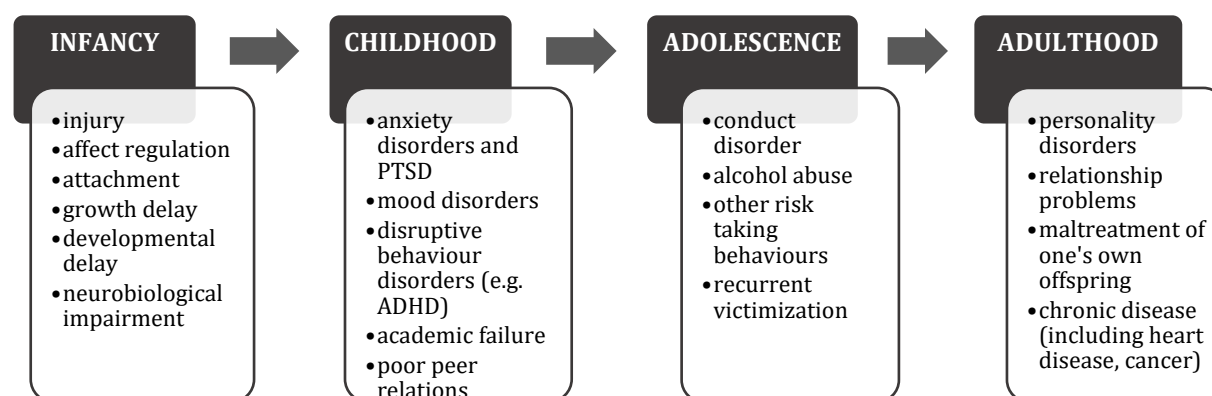 INFANCY
•injury
•affect regulation
•attachment
•growth delay
•developmental
delay
•neurobiological
impairment
CHILDHOOD
•anxiety
disorders and
PTSD
•mood disorders
•disruptive
behaviour
disorders (e.g.
ADHD)
•academic failure
•poor peer
relations
ADOLESCENCE
•conduct
disorder
•alcohol abuse
•other risk
taking
behaviours
•recurrent
victimization
ADULTHOOD
•personality
disorders
•relationship
problems
•maltreatment of
one's own
offspring
•chronic disease
(including heart
disease, cancer)